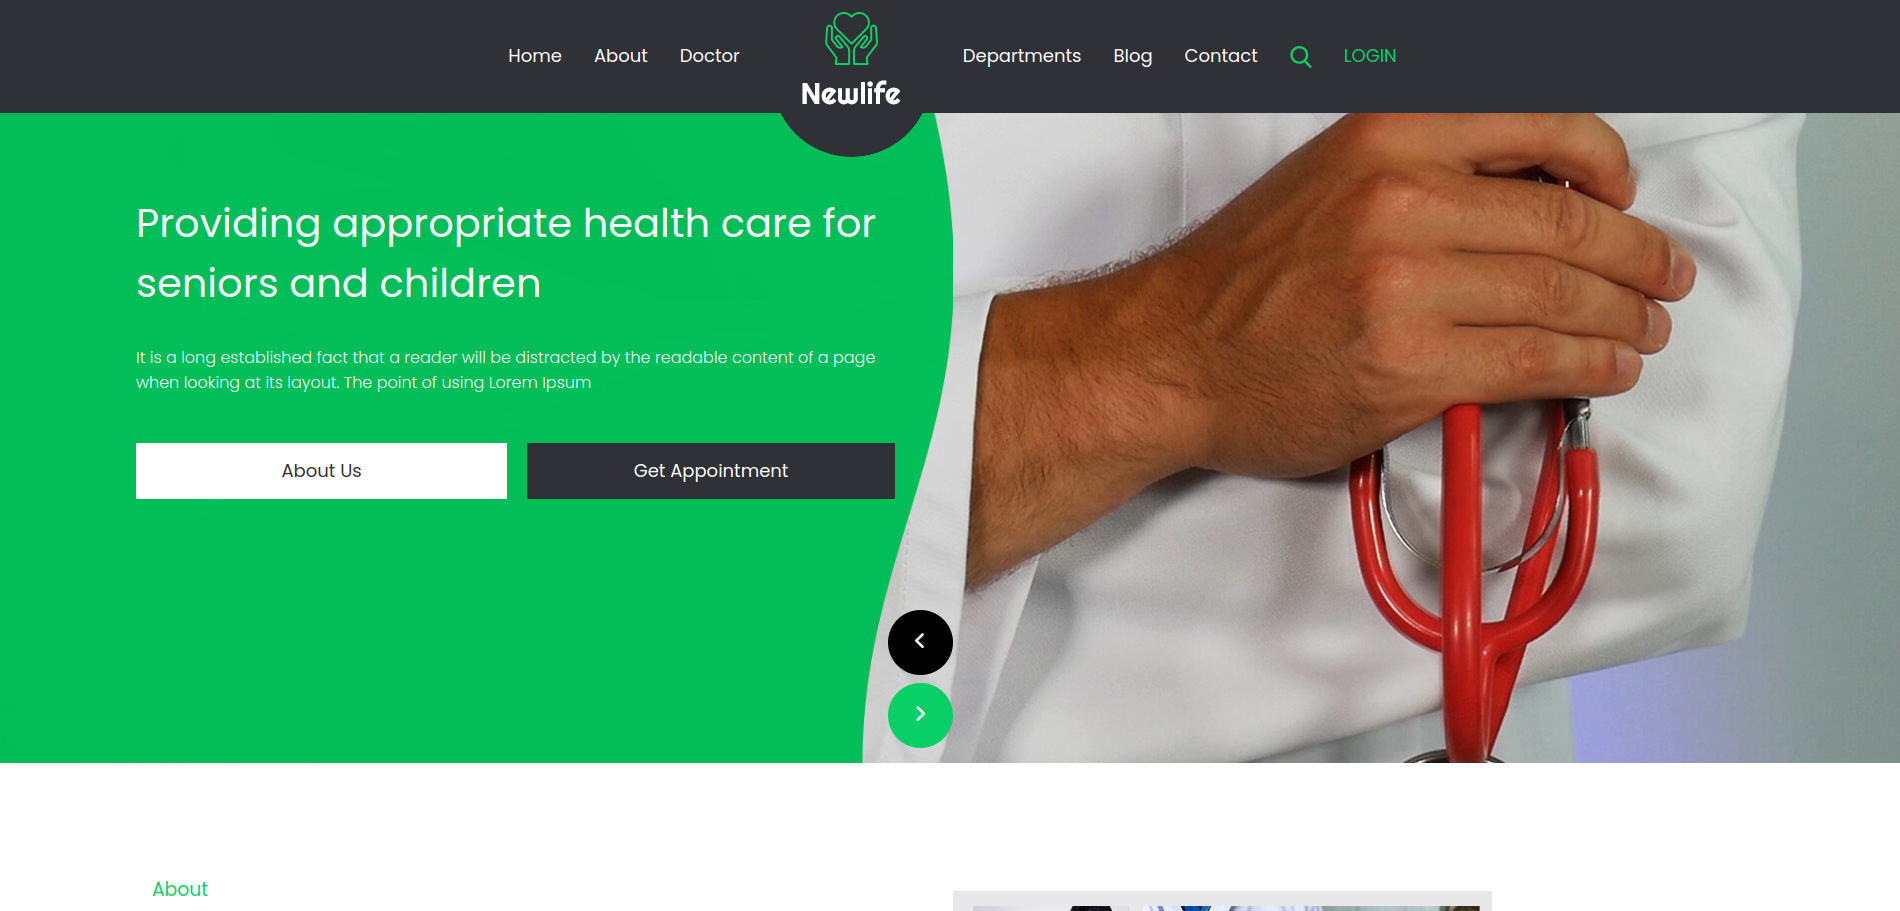 Home About Doctor Newlife Departments Blog Contact LOGIN
Providing appropriate health care for
seniors and children
It is a long established fact that a reader will be distracted by the readable content of a page
when looking at its layout. The point of using Lorem Ipsum
About Us Get Appointment
About